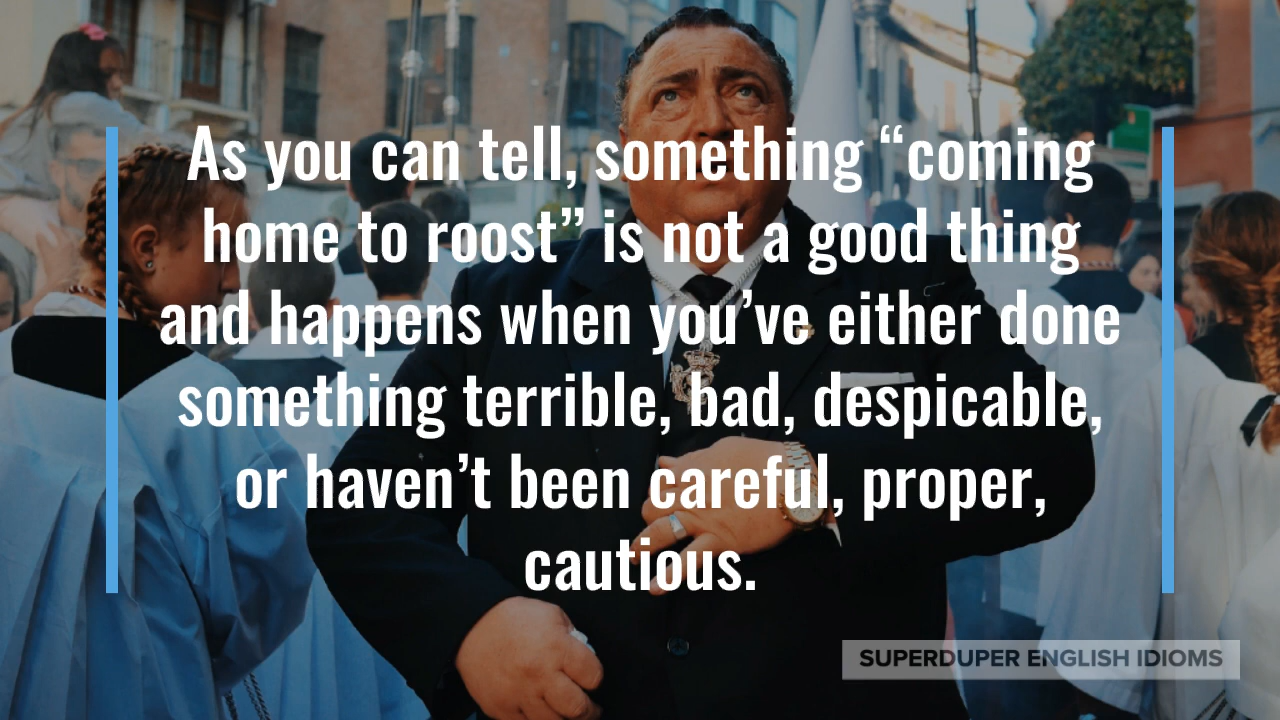 As you can tell, something “coming
home to roost” is not a good thing
and happens when you’ve either done
something terrible, bad, despicable,
or haven’t been careful, proper,
cautious.
SUPERDUPER ENGLISH IDIOMS